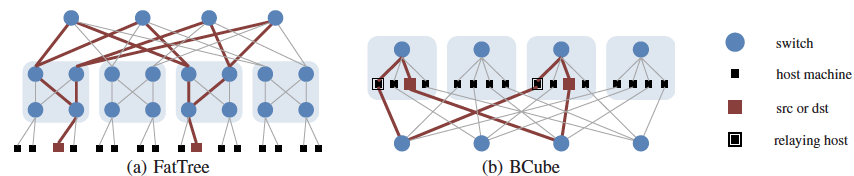 switch
host machine
src or dst
relaying host
(a) FatTree
(b) BCube